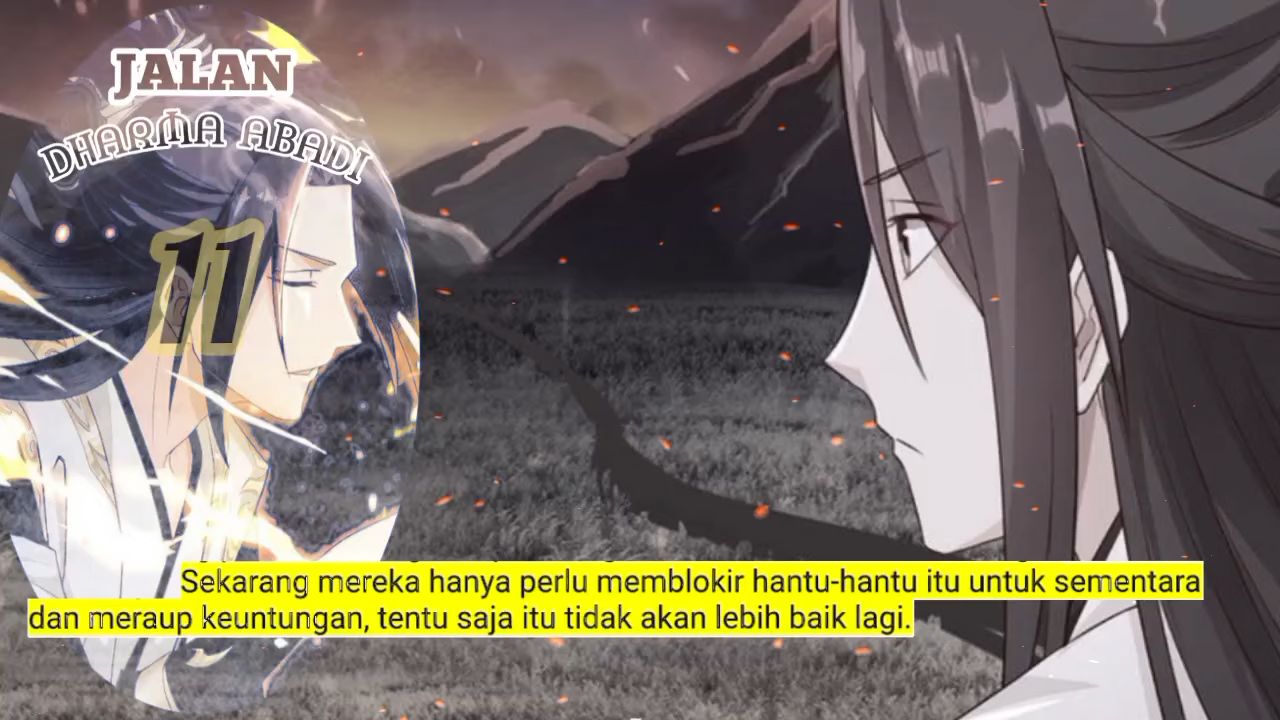 JALAN
DHARMA ABADI
11
Sekarang mereka hanya perlu memblokir hantu-hantu itu untuk sementara
dan meraup keuntungan, tentu saja itu tidak akan lebih baik lagi.